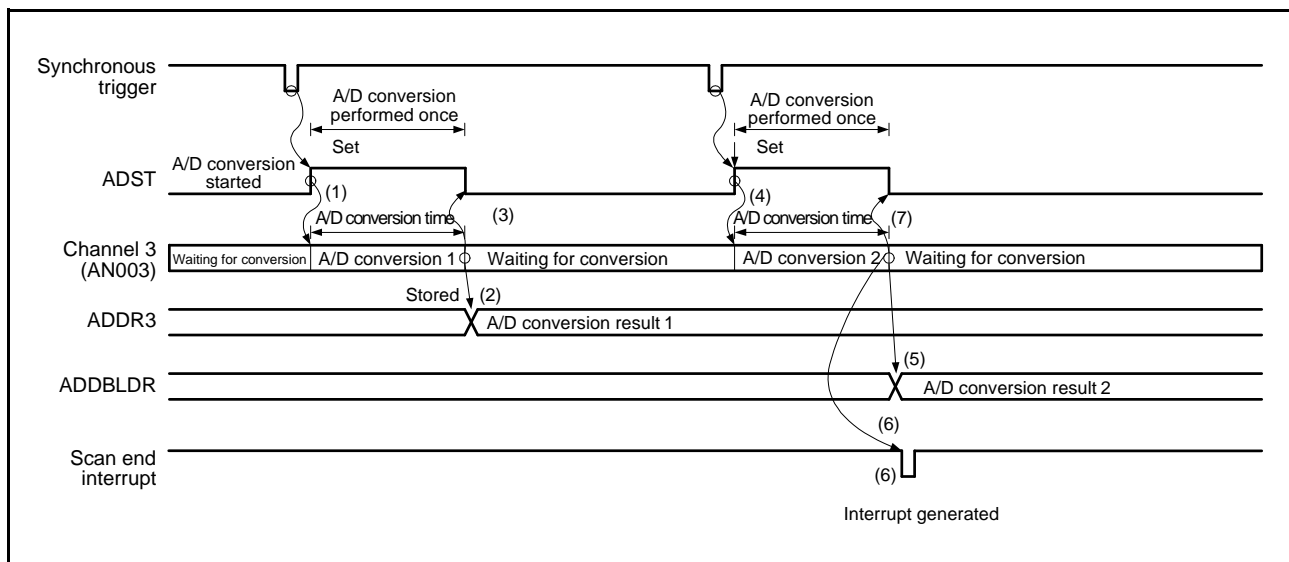 Synchronous
trigger
A/D conversion
performed once
A/D conversion
performed once
Set
Set
A/D conversion
started
ADST
(1)
(3)
(4)
(7)
A/D conversion time
A/D conversion time
Channel 3
(AN003)
Waiting for conversion
A/D conversion 1
Waiting for conversion
A/D conversion 2
Waiting for conversion
Stored
(2)
ADDR3
A/D conversion result 1
(5)
ADDBLDR
A/D conversion result 2
(6)
Scan end
interrupt
(6)
Interrupt generated